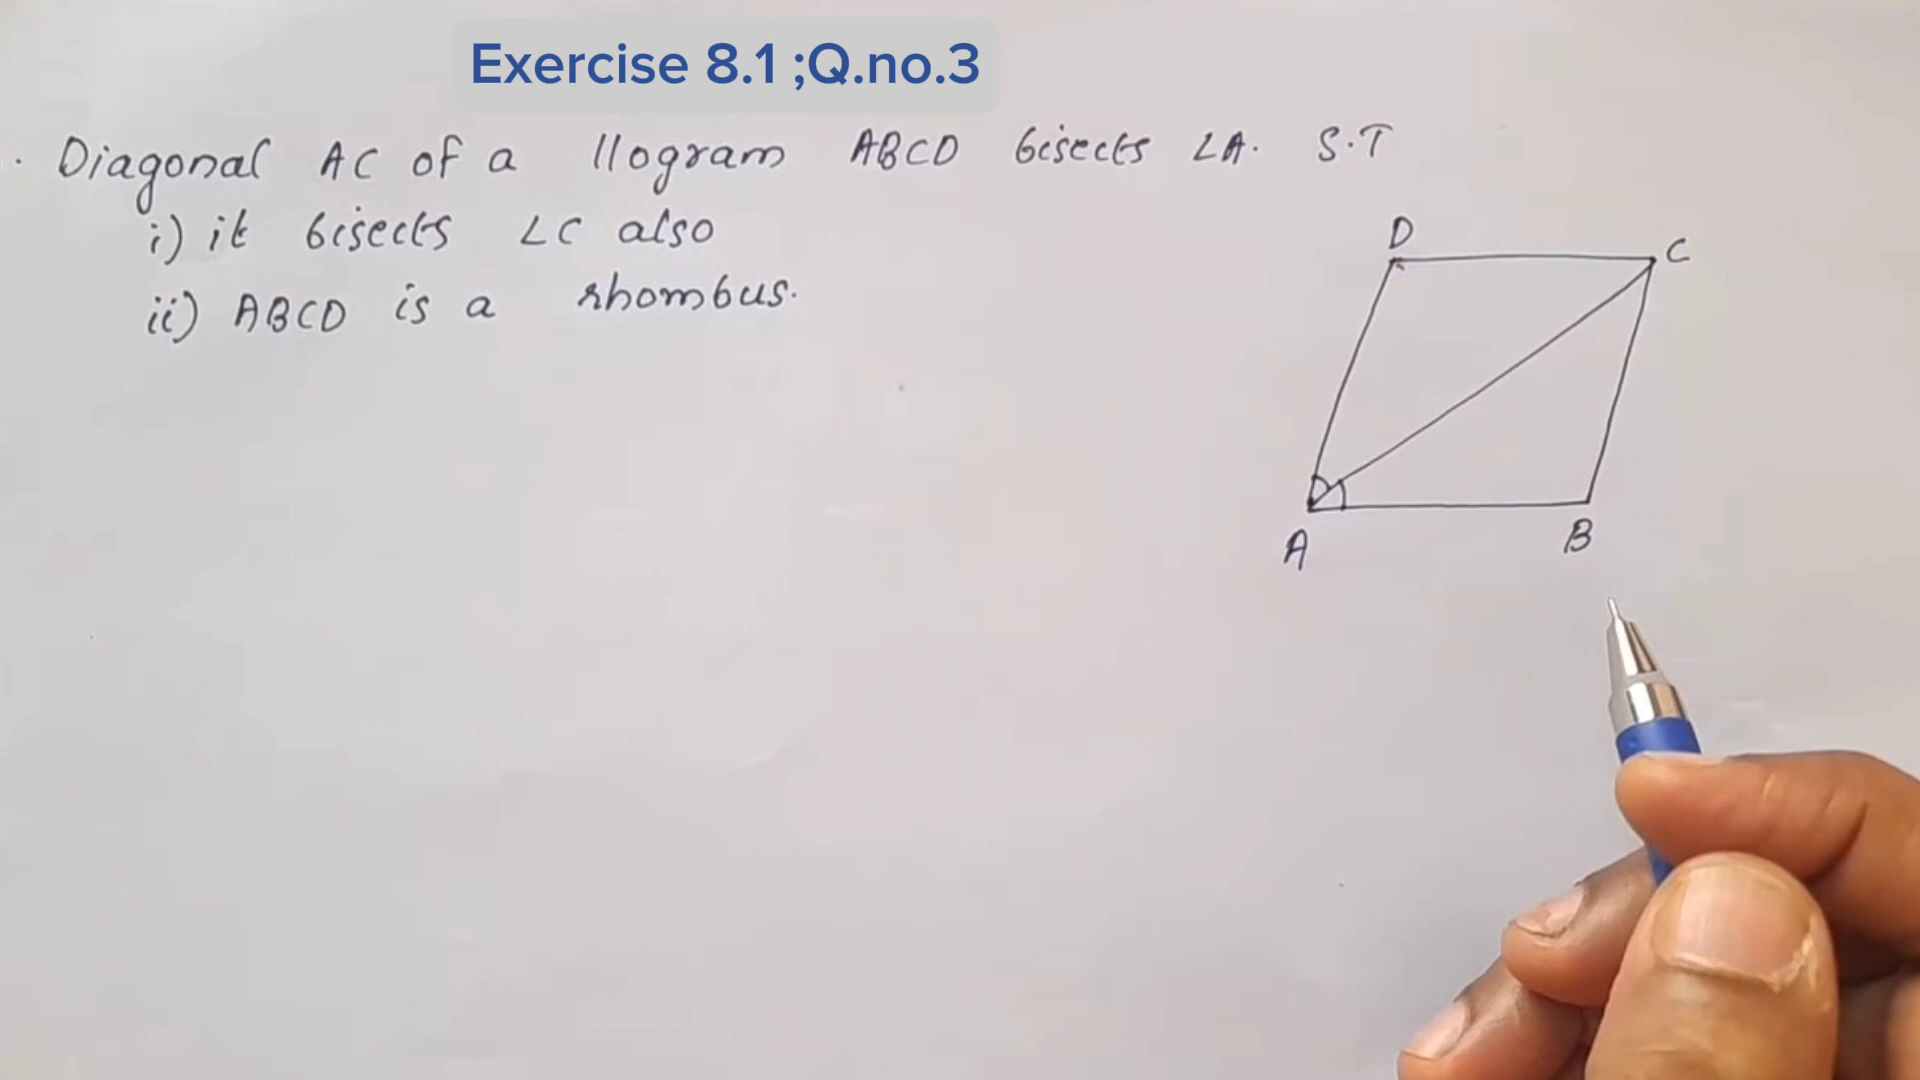 Exercise 8.1 ;Q.no.3
Diagonal AC of a llogram ABCD bisects ∠A. S.T
i) it bisects ∠C also
ii) ABCD is a rhombus.
D
C
A
B